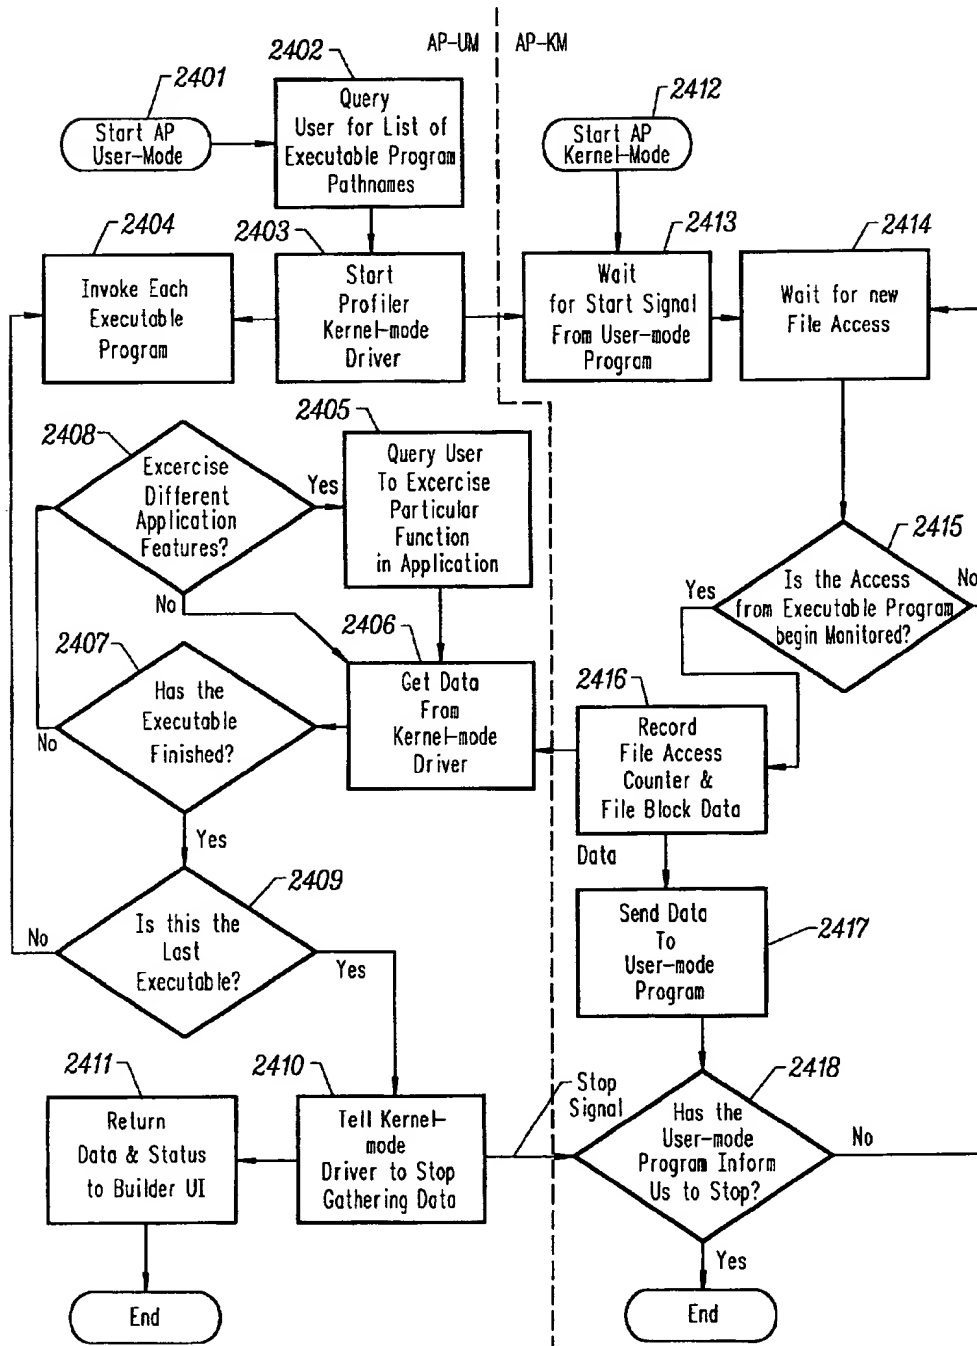 AP-UM
AP-KM
2401
Start AP
User-Mode
2402
Query
User for List of
Executable Program
Pathnames
2412
Start AP
Kernel-Mode
2404
Invoke Each
Executable
Program
2403
Start
Profiler
Kernel-mode
Driver
2413
Wait
for Start Signal
From User-mode
Program
2414
Wait for new
File Access
2408
Excercise
Different
Application
Features?
Yes
No
2405
Query User
To Excercise
Particular
Function
in Application
2415
Is the Access
from Executable Program
begin Monitored?
Yes
No
2407
Has the
Executable
Finished?
No
Yes
2406
Get Data
From
Kernel-mode
Driver
2416
Record
File Access
Counter &
File Block Data
Data
2409
Is this the
Last
Executable?
No
Yes
2417
Send Data
To
User-mode
Program
2411
Return
Data & Status
to Builder UI
2410
Tell Kernel-
mode
Driver to Stop
Gathering Data
Stop
Signal
2418
Has the
User-mode
Program Inform
Us to Stop?
No
Yes
End
End